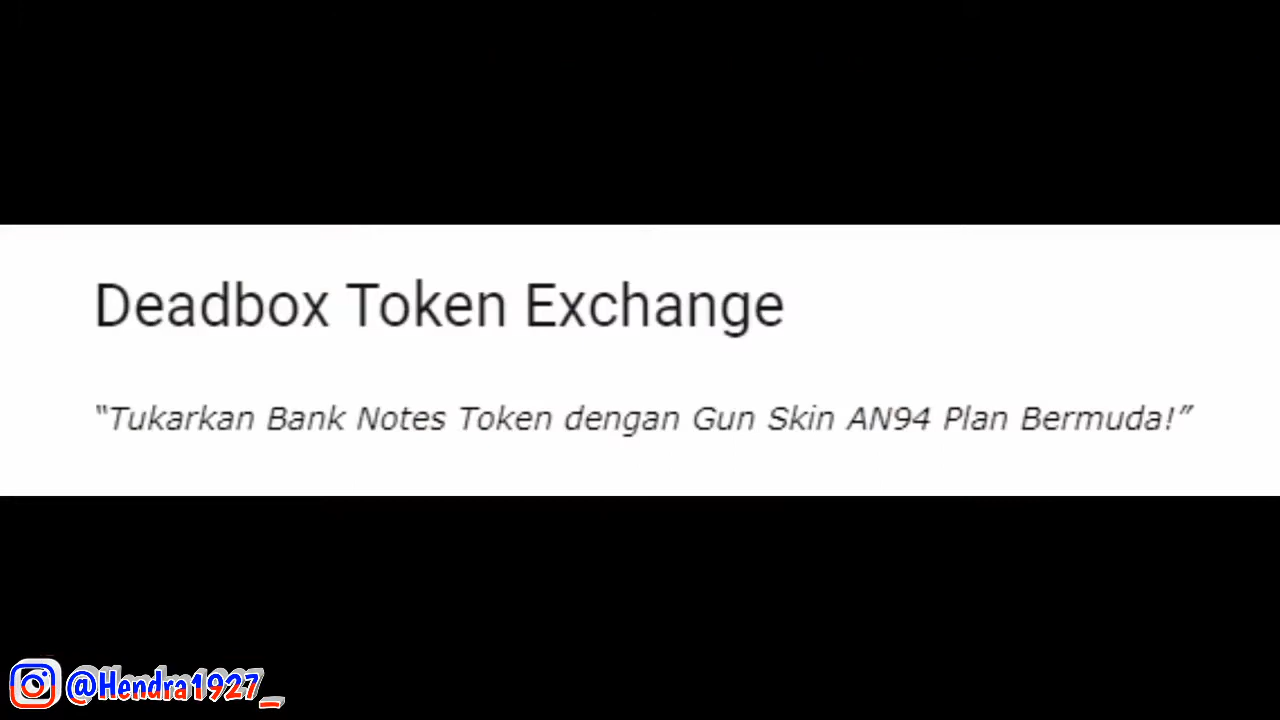 Deadbox Token Exchange
“Tukarkan Bank Notes Token dengan Gun Skin AN94 Plan Bermuda!”
@Hendra1927_